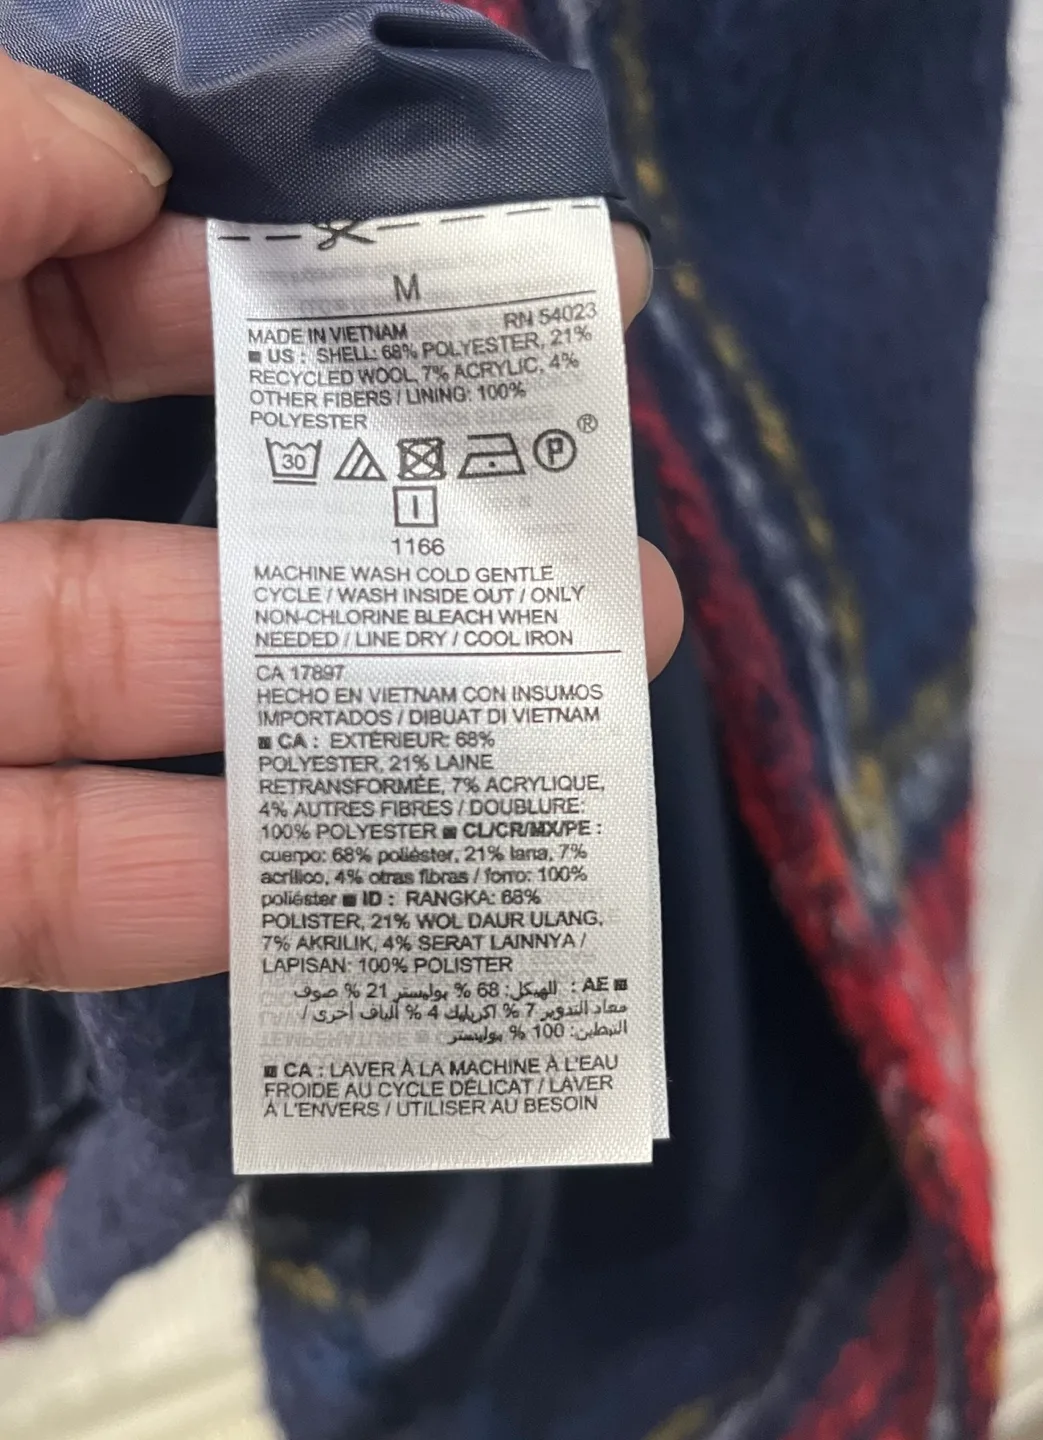 M
RN 54023
MADE IN VIETNAM
US : SHELL: 68% POLYESTER, 21%
RECYCLED WOOL, 7% ACRYLIC, 4%
OTHER FIBERS / LINING: 100%
POLYESTER
30
P
®
1166
MACHINE WASH COLD GENTLE
CYCLE / WASH INSIDE OUT / ONLY
NON-CHLORINE BLEACH WHEN
NEEDED / LINE DRY / COOL IRON
CA 17897
HECHO EN VIETNAM CON INSUMOS
IMPORTADOS / DIBUAT DI VIETNAM
CA : EXTÉRIEUR: 68%
POLYESTER, 21% LAINE
RETRANSFORMÉE, 7% ACRYLIQUE,
4% AUTRES FIBRES / DOUBLURE:
100% POLYESTER ■ CL/CR/MX/PE :
cuerpo: 68% poliéster, 21% lana, 7%
acrílico, 4% otras fibras / forro: 100%
poliéster ■ ID : RANGKA: 68%
POLISTER, 21% WOL DAUR ULANG,
7% AKRILIK, 4% SERAT LAINNYA /
LAPISAN: 100% POLISTER
AE : الهيكل: 68 % بوليستر 21 % صوف
معاد التدوير 7 % اكريليك 4 % الياف اخرى /
التبطين: 100 % بوليستر
CA : LAVER À LA MACHINE À L'EAU
FROIDE AU CYCLE DÉLICAT / LAVER
À L'ENVERS / UTILISER AU BESOIN